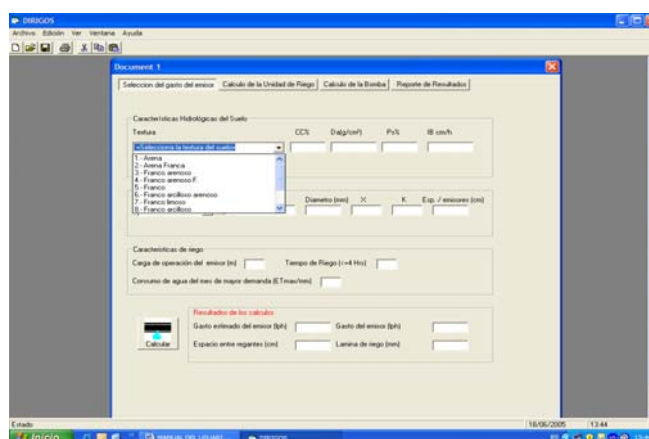 DIRIGOS
Archivo Edición Ver Ventana Ayuda
Document 1
Seleccion del gasto del emisor Calculo de la Unidad de Riego Calculo de la Bomba Reporte de Resultados
Características Hidrológicas del Suelo
Textura CC% Da(g/cm³) Ps% IB cm/h
<Selecciona la textura del suelo>
1.- Arena
2.- Arena Franca
3.- Franco arenoso
4.- Franco arenoso F.
5.- Franco
6.- Franco arcilloso arenoso
7.- Franco limoso
8.- Franco arcilloso
Diametro (mm) X K Esp. / emisores (cm)
Características de riego
Carga de operación del emisor (m) Tiempo de Riego (<=4 Hrs)
Consumo de agua del mes de mayor demanda (ETmax/mm)
Resultados de los calculos
Gasto estimado del emisor (lph) Gasto del emisor (lph)
Calcular Espacio entre regantes (cm) Lamina de riego (mm)
Estado 18/06/2005 13:44
Inicio MANUAL DEL USUARI... DIRIGOS